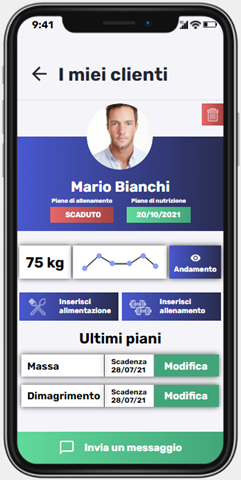 9:41
I miei clienti
Mario Bianchi
Piano di allenamento Piano di nutrizione
SCADUTO 20/10/2021
75 kg Andamento
Inserisci Inserisci
alimentazione allenamento
Ultimi piani
Massa Scadenza 28/07/21 Modifica
Dimagrimento Scadenza 28/07/21 Modifica
Invia un messaggio